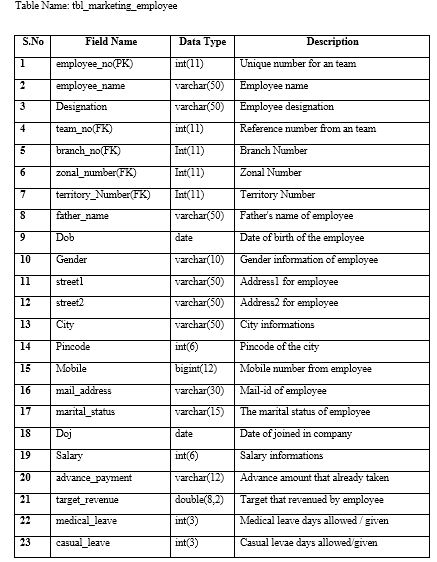 Table Name: tbl_marketing_employee
S.No Field Name Data Type Description
1 employee_no(PK) int(11) Unique number for an team
2 employee_name varchar(50) Employee name
3 Designation varchar(50) Employee designation
4 team_no(FK) int(11) Reference number from an team
5 branch_no(FK) Int(11) Branch Number
6 zonal_number(FK) Int(11) Zonal Number
7 territory_Number(FK) Int(11) Territory Number
8 father_name varchar(50) Father's name of employee
9 Dob date Date of birth of the employee
10 Gender varchar(10) Gender information of employee
11 street1 varchar(50) Address1 for employee
12 street2 varchar(50) Address2 for employee
13 City varchar(50) City informations
14 Pincode int(6) Pincode of the city
15 Mobile bigint(12) Mobile number from employee
16 mail_address varchar(30) Mail-id of employee
17 marital_status varchar(15) The marital status of employee
18 Doj date Date of joined in company
19 Salary int(6) Salary informations
20 advance_payment varchar(12) Advance amount that already taken
21 target_revenue double(8,2) Target that revenued by employee
22 medical_leave int(3) Medical leave days allowed / given
23 casual_leave int(3) Casual levae days allowed/given